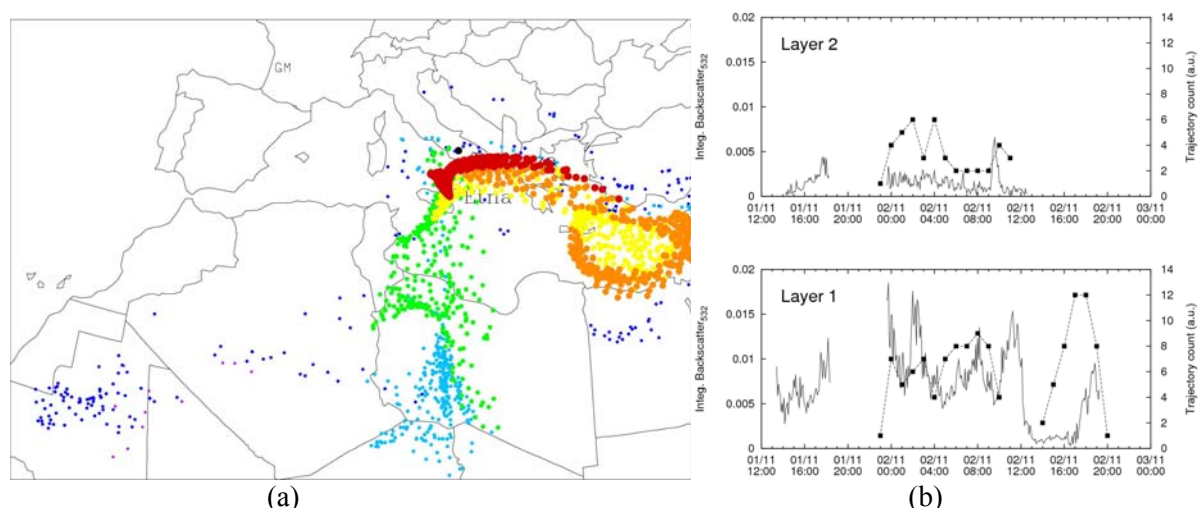 GM
Etna
(a)
Layer 2
Integ. Backscatter532
Trajectory count (a.u.)
0.02
0.015
0.01
0.005
0
14
12
10
8
6
4
2
0
01/11 01/11 01/11 02/11 02/11 02/11 02/11 02/11 02/11 03/11
12:00 16:00 20:00 00:00 04:00 08:00 12:00 16:00 20:00 00:00
Layer 1
Integ. Backscatter532
Trajectory count (a.u.)
0.02
0.015
0.01
0.005
0
14
12
10
8
6
4
2
0
01/11 01/11 01/11 02/11 02/11 02/11 02/11 02/11 02/11 03/11
12:00 16:00 20:00 00:00 04:00 08:00 12:00 16:00 20:00 00:00
(b)